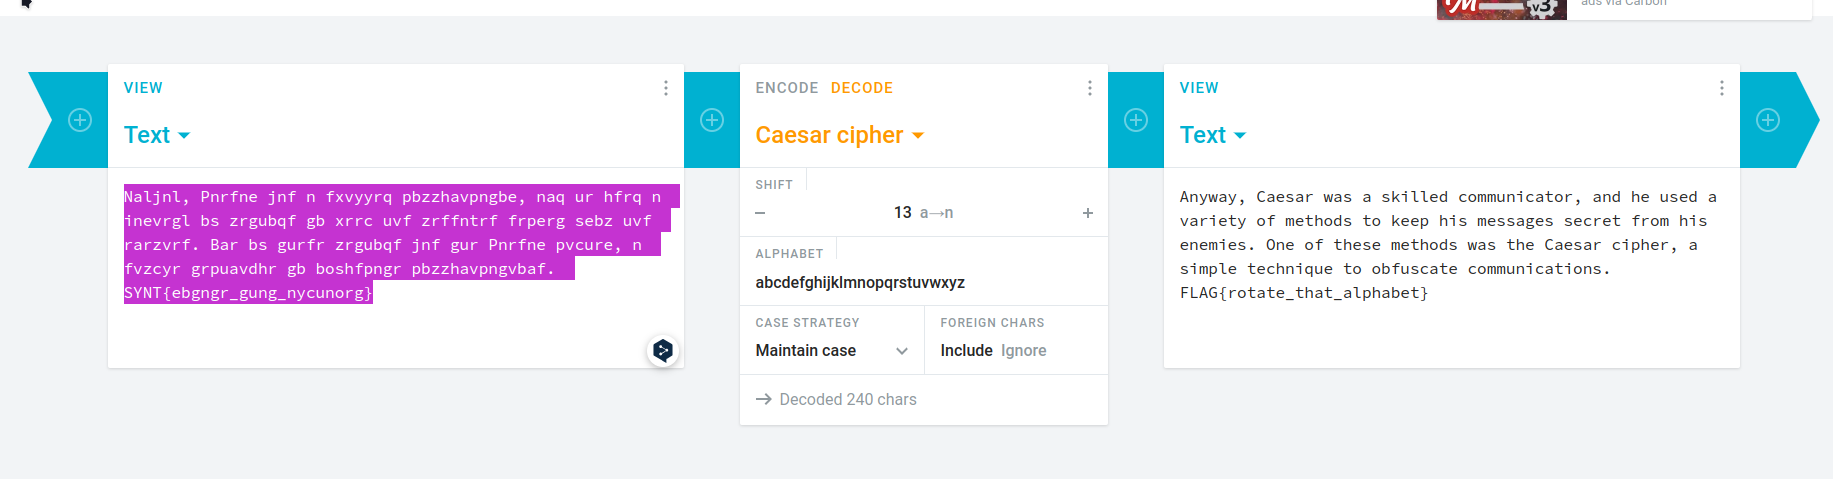 ads via Carbon
v3
VIEW
Text
Naljnl, Pnrfne jnf n fxvyyrq pbzzhavpngbe, naq ur hfrq n
inevrgl bs zrgubqf gb xrrc uvf zrffntrf frperg sebz uvf
rarzvrf. Bar bs gurfr zrgubqf jnf gur Pnrfne pvcure, n
fvzcyr grpuavdhr gb boshfpngr pbzzhavpngvbaf.
SYNT{ebgngr_gung_nycunorg}
ENCODE DECODE
Caesar cipher
SHIFT
− 13 a→n +
ALPHABET
abcdefghijklmnopqrstuvwxyz
CASE STRATEGY
Maintain case
FOREIGN CHARS
Include Ignore
→ Decoded 240 chars
VIEW
Text
Anyway, Caesar was a skilled communicator, and he used a
variety of methods to keep his messages secret from his
enemies. One of these methods was the Caesar cipher, a
simple technique to obfuscate communications.
FLAG{rotate_that_alphabet}